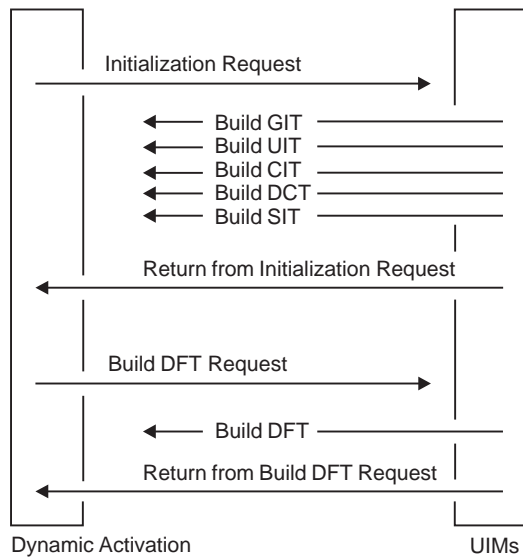 Initialization Request
Build GIT
Build UIT
Build CIT
Build DCT
Build SIT
Return from Initialization Request
Build DFT Request
Build DFT
Return from Build DFT Request
Dynamic Activation
UIMs